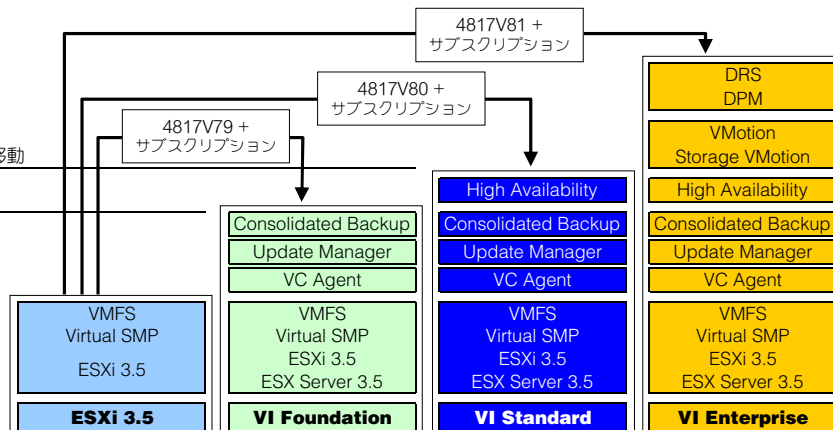 4817V81 +
サブスクリプション
4817V80 +
サブスクリプション
4817V79 +
サブスクリプション
移動
VMFS
Virtual SMP
ESXi 3.5
ESXi 3.5
Consolidated Backup
Update Manager
VC Agent
VMFS
Virtual SMP
ESXi 3.5
ESX Server 3.5
VI Foundation
High Availability
Consolidated Backup
Update Manager
VC Agent
VMFS
Virtual SMP
ESXi 3.5
ESX Server 3.5
VI Standard
DRS
DPM
VMotion
Storage VMotion
High Availability
Consolidated Backup
Update Manager
VC Agent
VMFS
Virtual SMP
ESXi 3.5
ESX Server 3.5
VI Enterprise